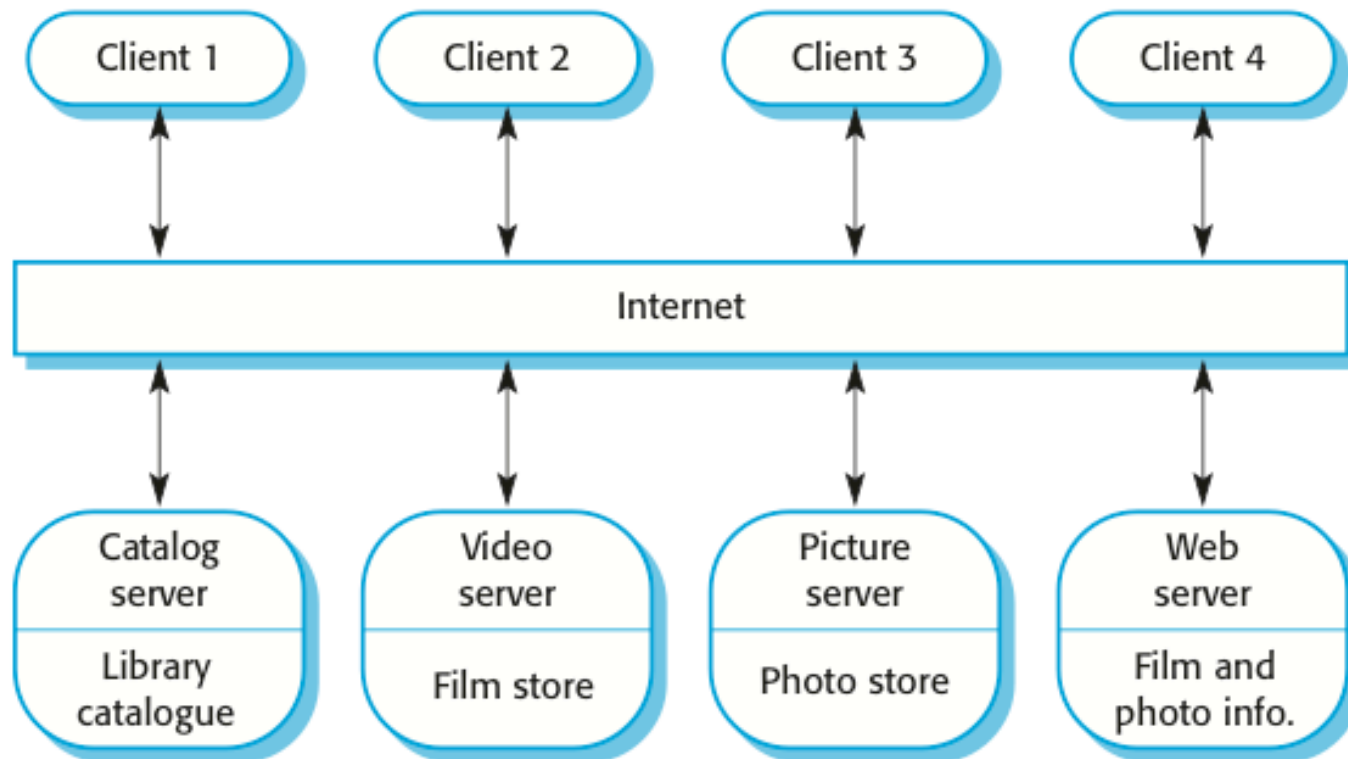 Client 1
Client 2
Client 3
Client 4
Internet
Catalog
server
Library
catalogue
Video
server
Film store
Picture
server
Photo store
Web
server
Film and
photo info.